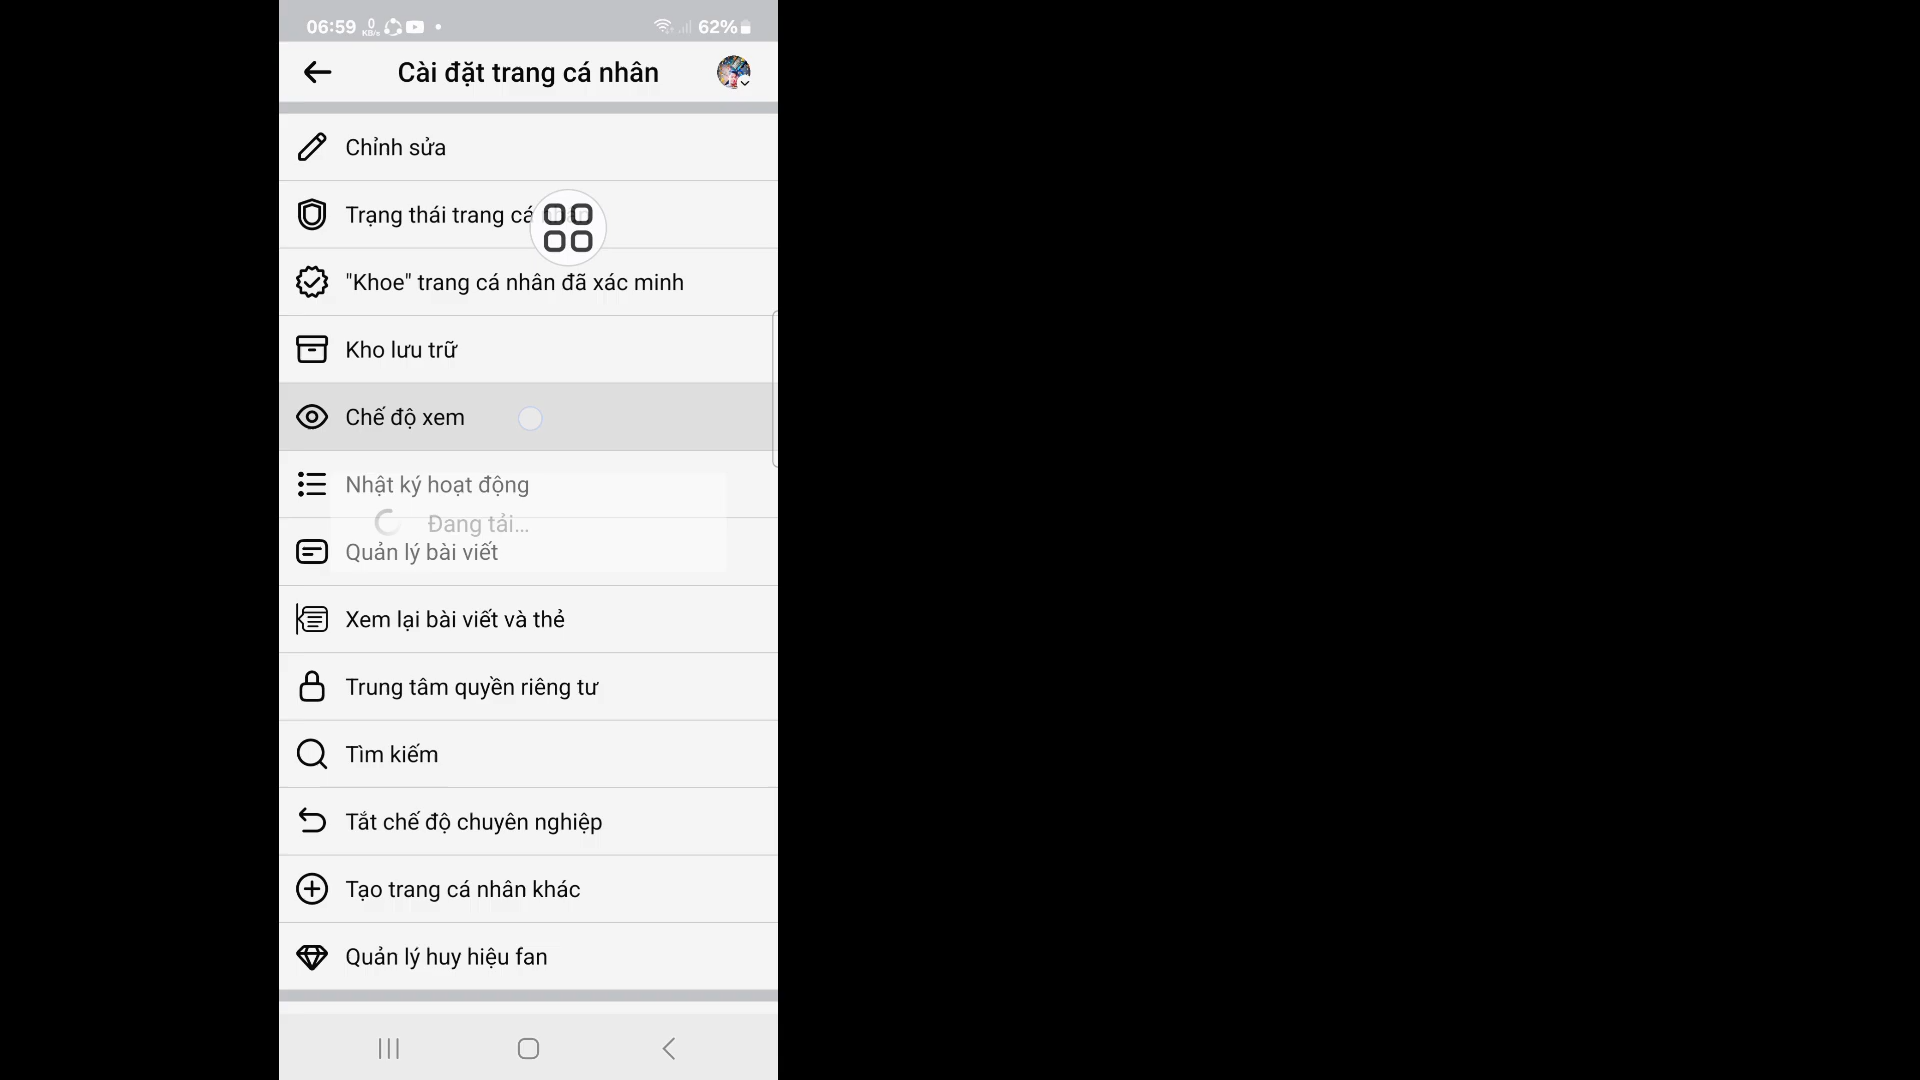 06:59 0 KB/s 62%
Cài đặt trang cá nhân
Chỉnh sửa
Trạng thái trang cá nhân
"Khoe" trang cá nhân đã xác minh
Kho lưu trữ
Chế độ xem
Nhật ký hoạt động
Đang tải...
Quản lý bài viết
Xem lại bài viết và thẻ
Trung tâm quyền riêng tư
Tìm kiếm
Tắt chế độ chuyên nghiệp
Tạo trang cá nhân khác
Quản lý huy hiệu fan